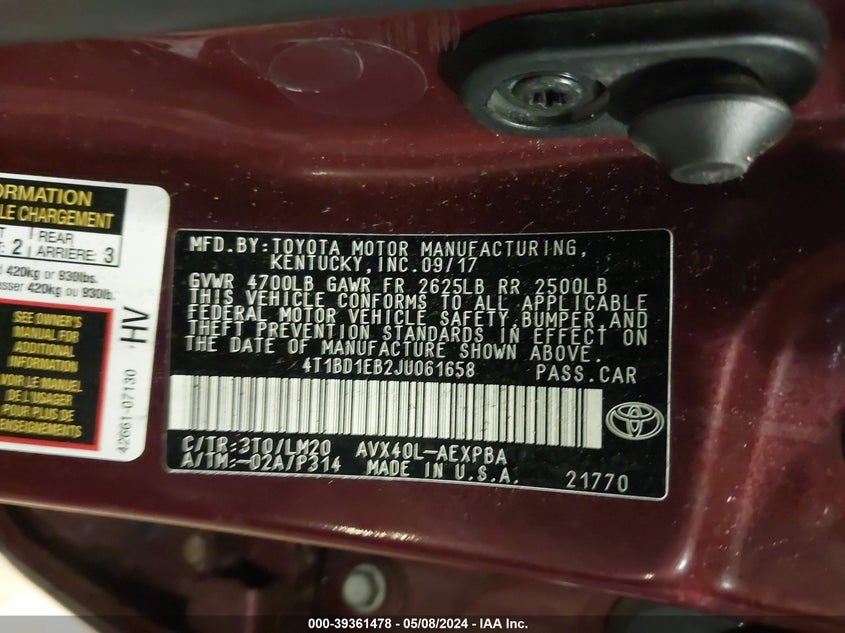 ORMATION
LE CHARGEMENT
2
REAR
ARRIÈRE: 3
420kg or 930lbs.
asser 420kg ou 930lb.
SEE OWNER'S
MANUAL FOR
ADDITIONAL
INFORMATION
VOIR LE MANUEL
DE L'USAGER
POUR PLUS DE
RENSEIGNEMENTS
HV
42661-07130
MFD.BY:TOYOTA MOTOR MANUFACTURING,
KENTUCKY,INC.09/17
GVWR 4700LB GAWR FR 2625LB RR 2500LB
THIS VEHICLE CONFORMS TO ALL APPLICABLE
FEDERAL MOTOR VEHICLE SAFETY,BUMPER,AND
THEFT PREVENTION STANDARDS IN EFFECT ON
THE DATE OF MANUFACTURE SHOWN ABOVE.
4T1BD1EB2JU061658 PASS.CAR
C/TR:3T0/LM20 AVX40L-AEXPBA
A/TM:-02A/P314 MADE IN U.S.A. 21770
000-39361478 - 05/08/2024 - IAA Inc.